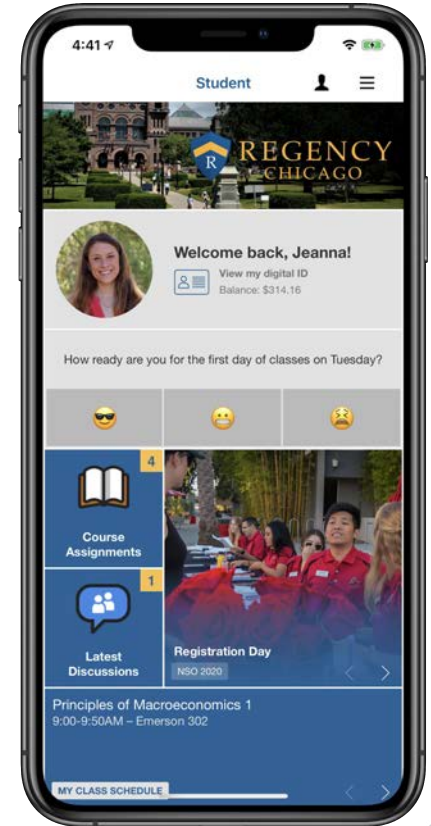 4:41
Student
R
REGENCY
CHICAGO
Welcome back, Jeanna!
View my digital ID
Balance: $314.16
How ready are you for the first day of classes on Tuesday?
4
Course
Assignments
1
Latest
Discussions
Registration Day
NSO 2020
Principles of Macroeconomics 1
9:00-9:50AM – Emerson 302
MY CLASS SCHEDULE